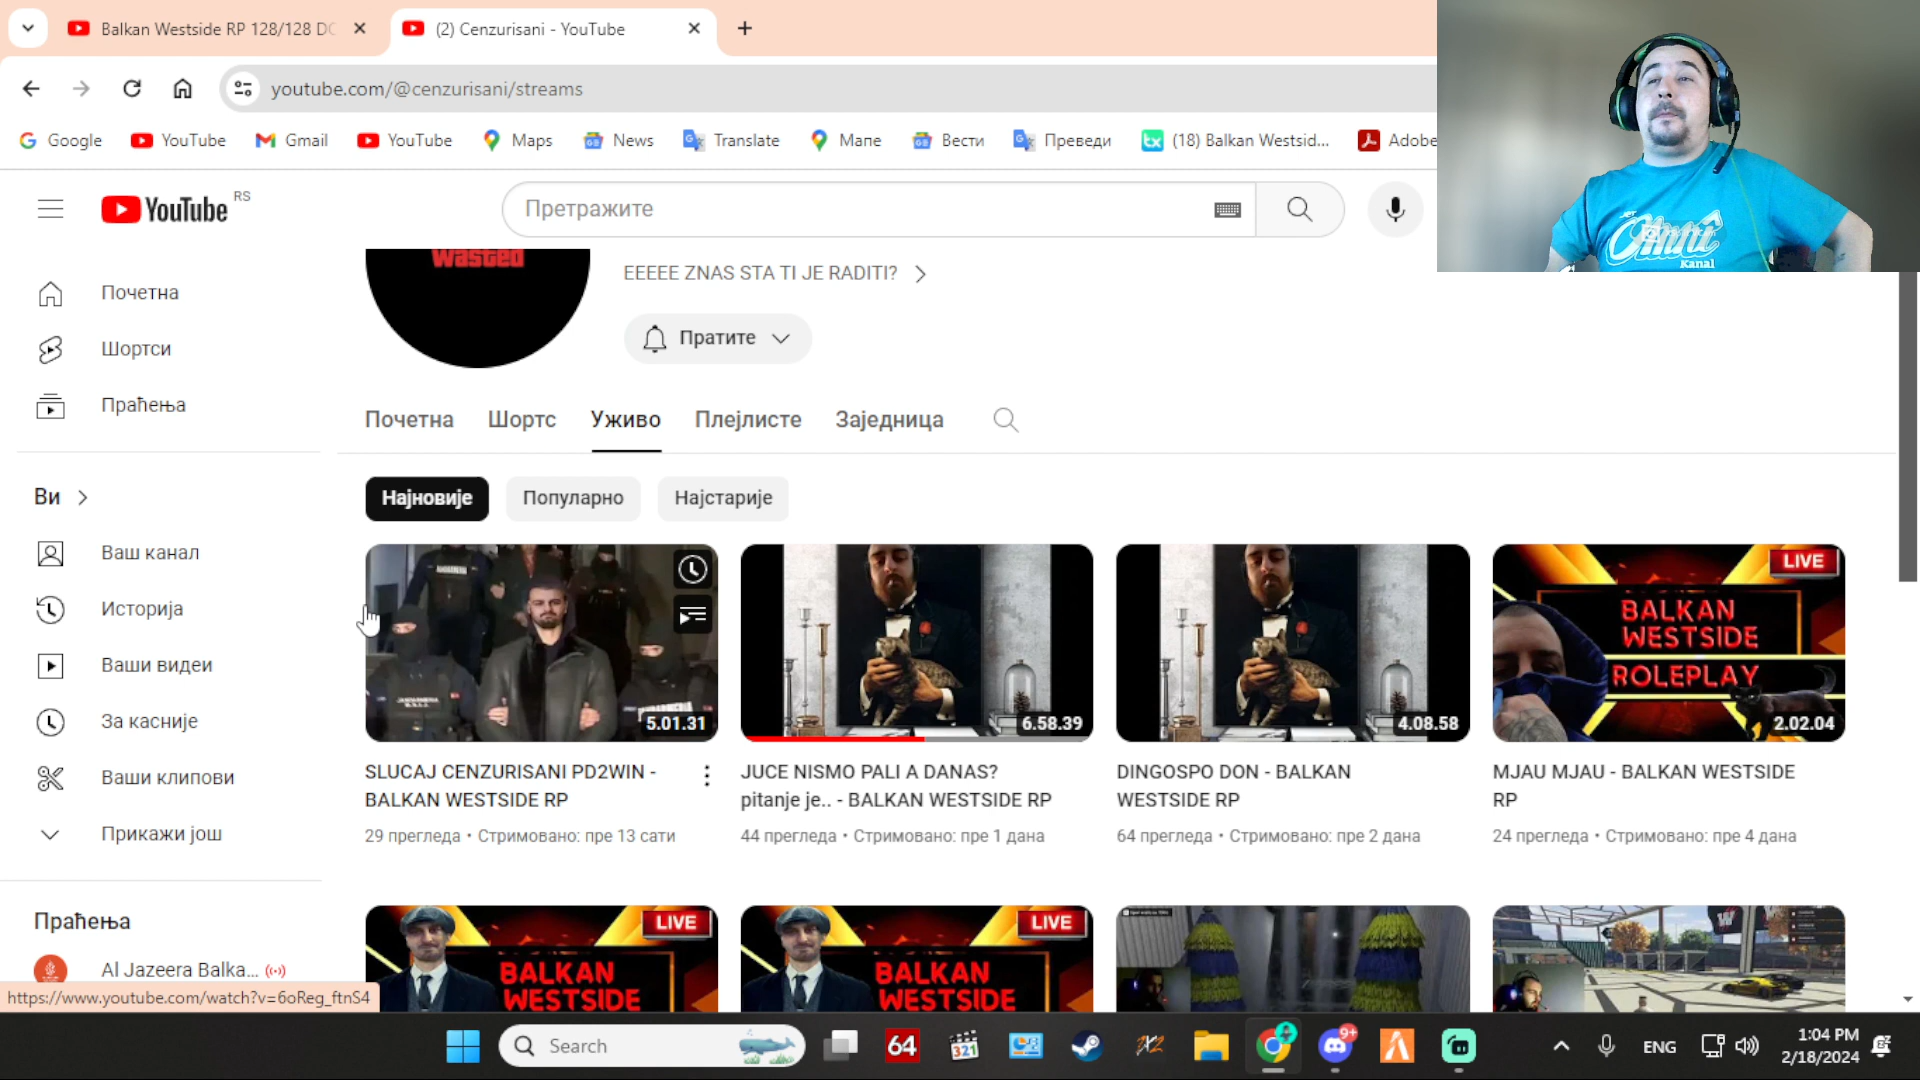 Balkan Westside RP 128/128 DO
(2) Cenzurisani - YouTube
youtube.com/@cenzurisani/streams
Google
YouTube
Gmail
YouTube
Maps
News
Translate
Мапе
Вести
Преведи
(18) Balkan Westsid...
Adobe
YouTube RS
Претражите
Omni
Kanal
Wasted
EEEEE ZNAS STA TI JE RADITI?
Пратите
Почетна
Шортси
Праћења
Почетна
Шортс
Уживо
Плејлисте
Заједница
Ви
Најновије
Популарно
Најстарије
Ваш канал
Историја
Ваши видеи
За касније
Ваши клипови
Прикажи још
5.01.31
6.58.39
4.08.58
LIVE
BALKAN
WESTSIDE
ROLEPLAY
2.02.04
SLUCAJ CENZURISANI PD2WIN -
BALKAN WESTSIDE RP
29 прегледа • Стримовано: пре 13 сати
JUCE NISMO PALI A DANAS?
pitanje je.. - BALKAN WESTSIDE RP
44 прегледа • Стримовано: пре 1 дана
DINGOSPO DON - BALKAN
WESTSIDE RP
64 прегледа • Стримовано: пре 2 дана
MJAU MJAU - BALKAN WESTSIDE
RP
24 прегледа • Стримовано: пре 4 дана
Праћења
Al Jazeera Balka...
LIVE
BALKAN
WESTSIDE
LIVE
BALKAN
WESTSIDE
https://www.youtube.com/watch?v=6oReg_ftnS4
Search
64
321
9+
ENG
1:04 PM
2/18/2024